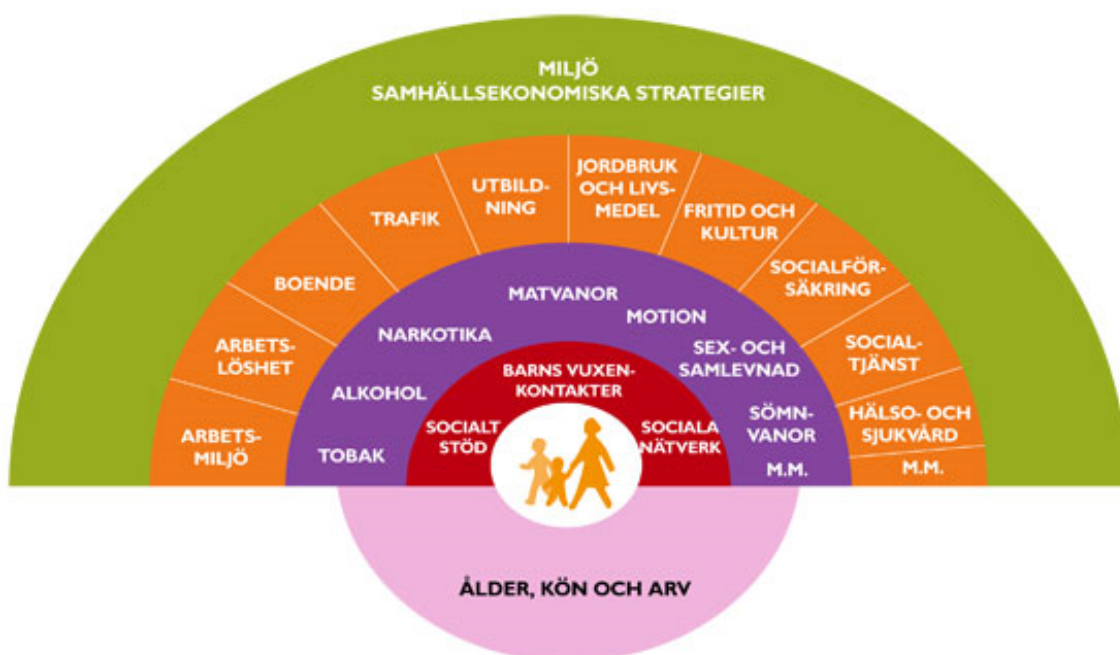 MILJÖ
SAMHÄLLSEKONOMISKA STRATEGIER
ARBETS-
MILJÖ
ARBETS-
LÖSHET
BOENDE
TRAFIK
UTBILD-
NING
JORDBRUK
OCH LIVS-
MEDEL
FRITID OCH
KULTUR
SOCIALFÖR-
SÄKRING
SOCIAL-
TJÄNST
HÄLSO- OCH
SJUKVÅRD
M.M.
TOBAK
ALKOHOL
NARKOTIKA
MATVANOR
MOTION
SEX- OCH
SAMLEVNAD
SÖMN-
VANOR
M.M.
SOCIALT
STÖD
BARNS VUXEN-
KONTAKTER
SOCIALA
NÄTVERK
ÅLDER, KÖN OCH ARV